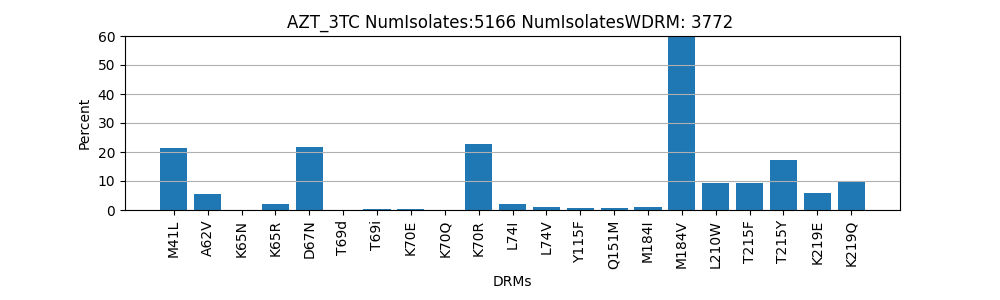 AZT_3TC NumIsolates:5166 NumIsolatesWDRM: 3772
Percent
60
50
40
30
20
10
0
M41L
A62V
K65N
K65R
D67N
T69d
T69i
K70E
K70Q
K70R
L74I
L74V
Y115F
Q151M
M184I
M184V
L210W
T215F
T215Y
K219E
K219Q
DRMs